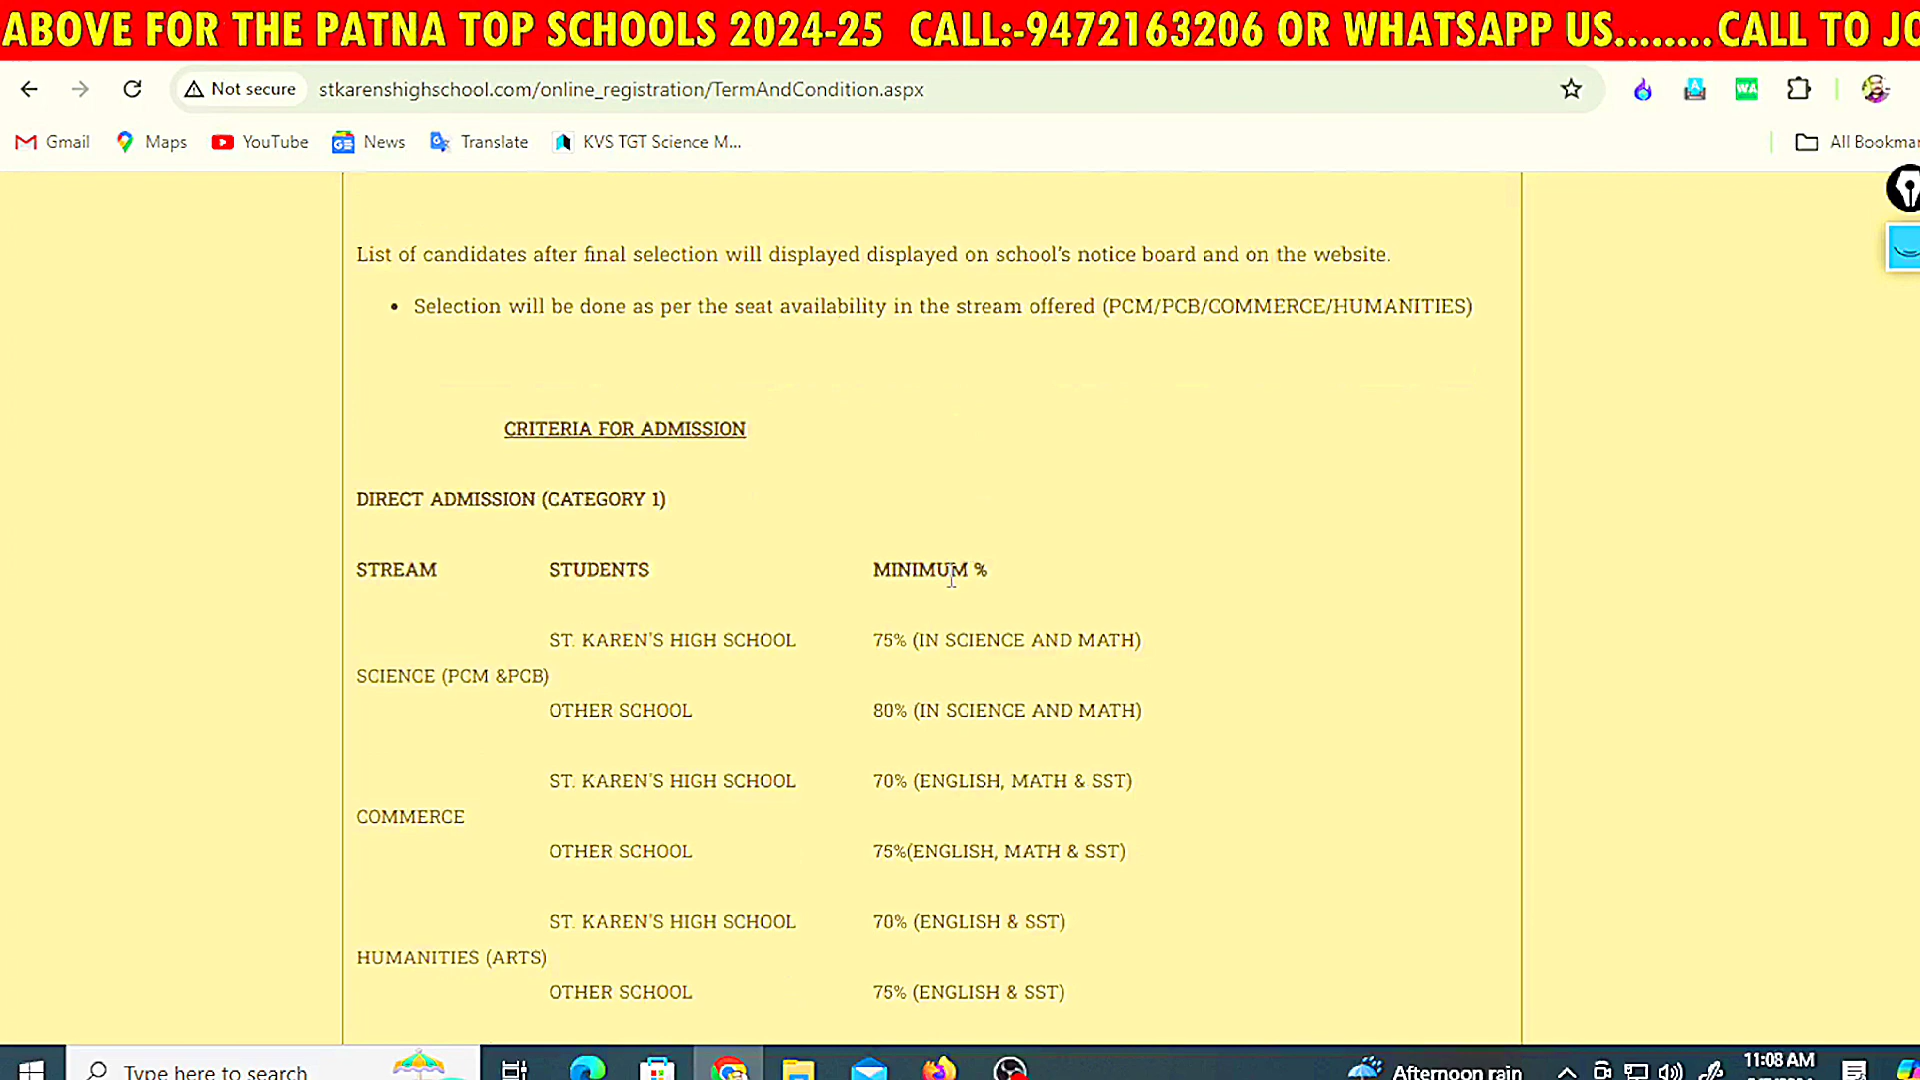 ABOVE FOR THE PATNA TOP SCHOOLS 2024-25 CALL:-9472163206 OR WHATSAPP US........CALL TO JO
Not secure stkarenshighschool.com/online_registration/TermAndCondition.aspx
WA
Gmail Maps YouTube News Translate KVS TGT Science M... All Bookmar
List of candidates after final selection will displayed displayed on school's notice board and on the website.
• Selection will be done as per the seat availability in the stream offered (PCM/PCB/COMMERCE/HUMANITIES)
CRITERIA FOR ADMISSION
DIRECT ADMISSION (CATEGORY 1)
STREAM STUDENTS MINIMUM %
ST. KAREN'S HIGH SCHOOL 75% (IN SCIENCE AND MATH)
SCIENCE (PCM &PCB)
OTHER SCHOOL 80% (IN SCIENCE AND MATH)
ST. KAREN'S HIGH SCHOOL 70% (ENGLISH, MATH & SST)
COMMERCE
OTHER SCHOOL 75%(ENGLISH, MATH & SST)
ST. KAREN'S HIGH SCHOOL 70% (ENGLISH & SST)
HUMANITIES (ARTS)
OTHER SCHOOL 75% (ENGLISH & SST)
Type here to search Afternoon rain 11:08 AM